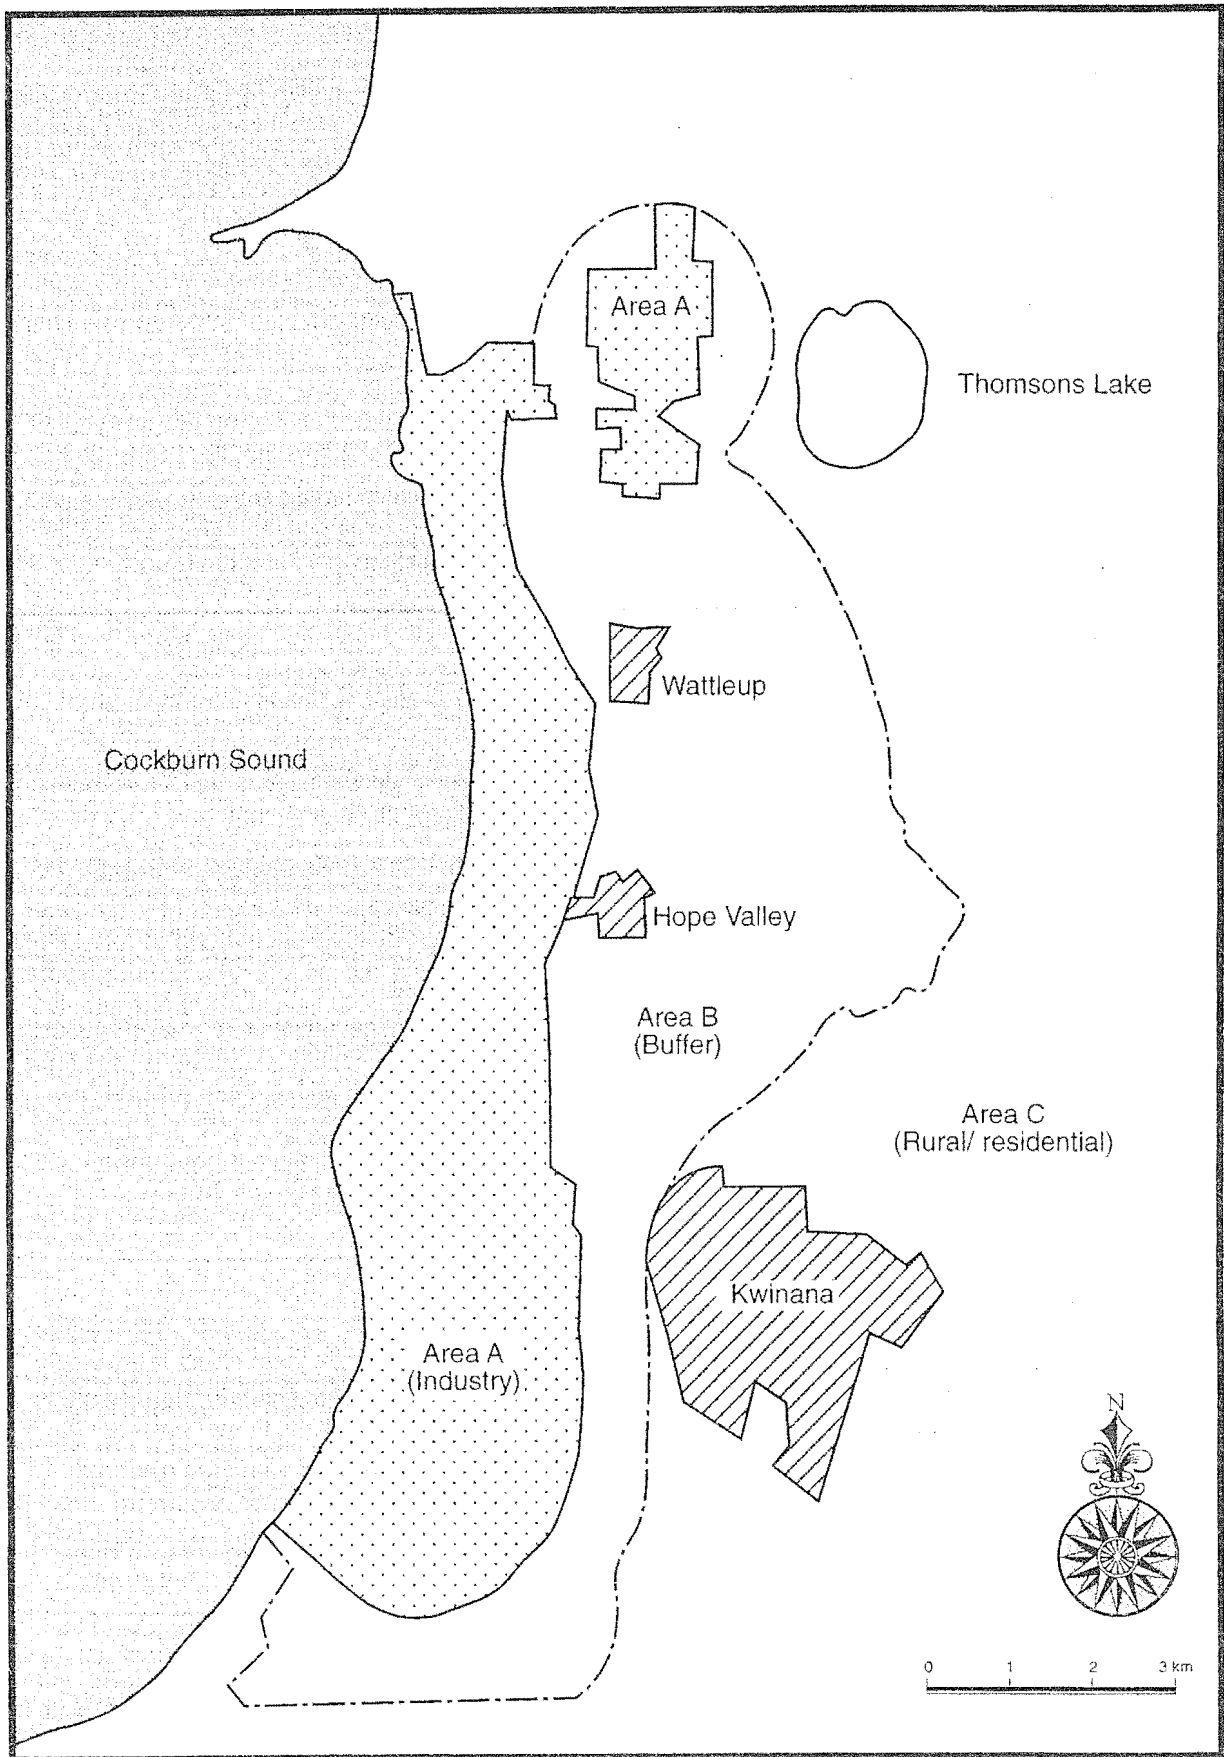 Area A
Thomsons Lake
Wattleup
Cockburn Sound
Hope Valley
Area B
(Buffer)
Area C
(Rural/ residential)
Kwinana
Area A
(Industry)
N
0 1 2 3 km